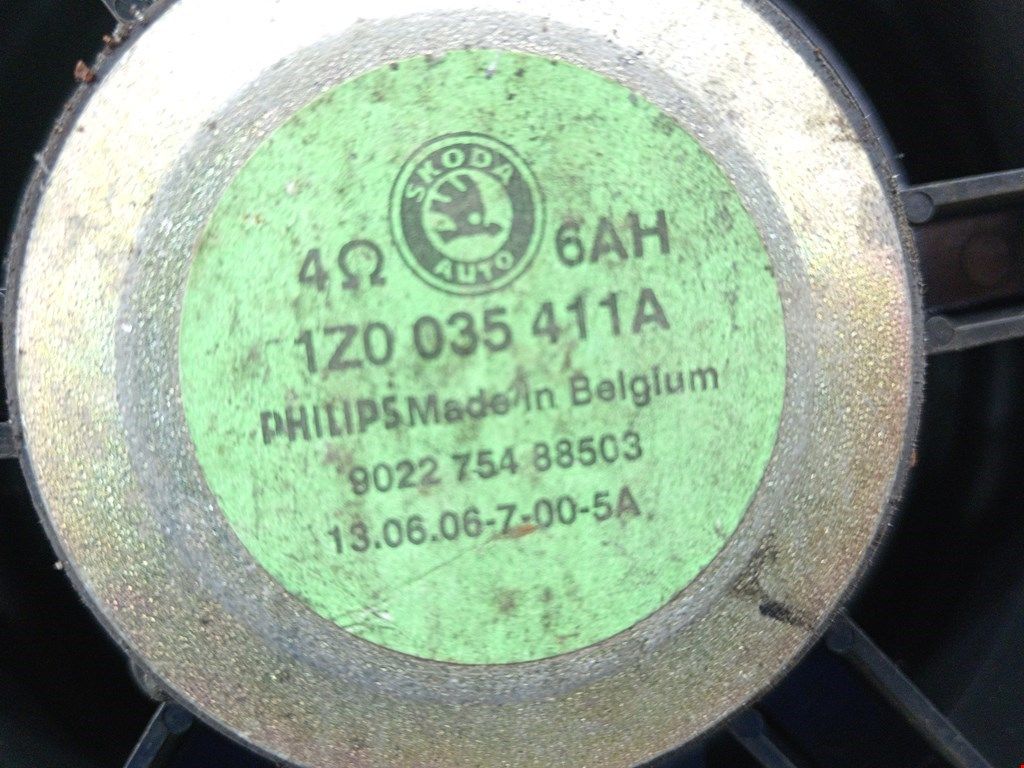 SKODA
AUTO
4Ω 6AH
1Z0 035 411A
PHILIPS Made in Belgium
9022 754 88503
13.06.06-7-00-5A